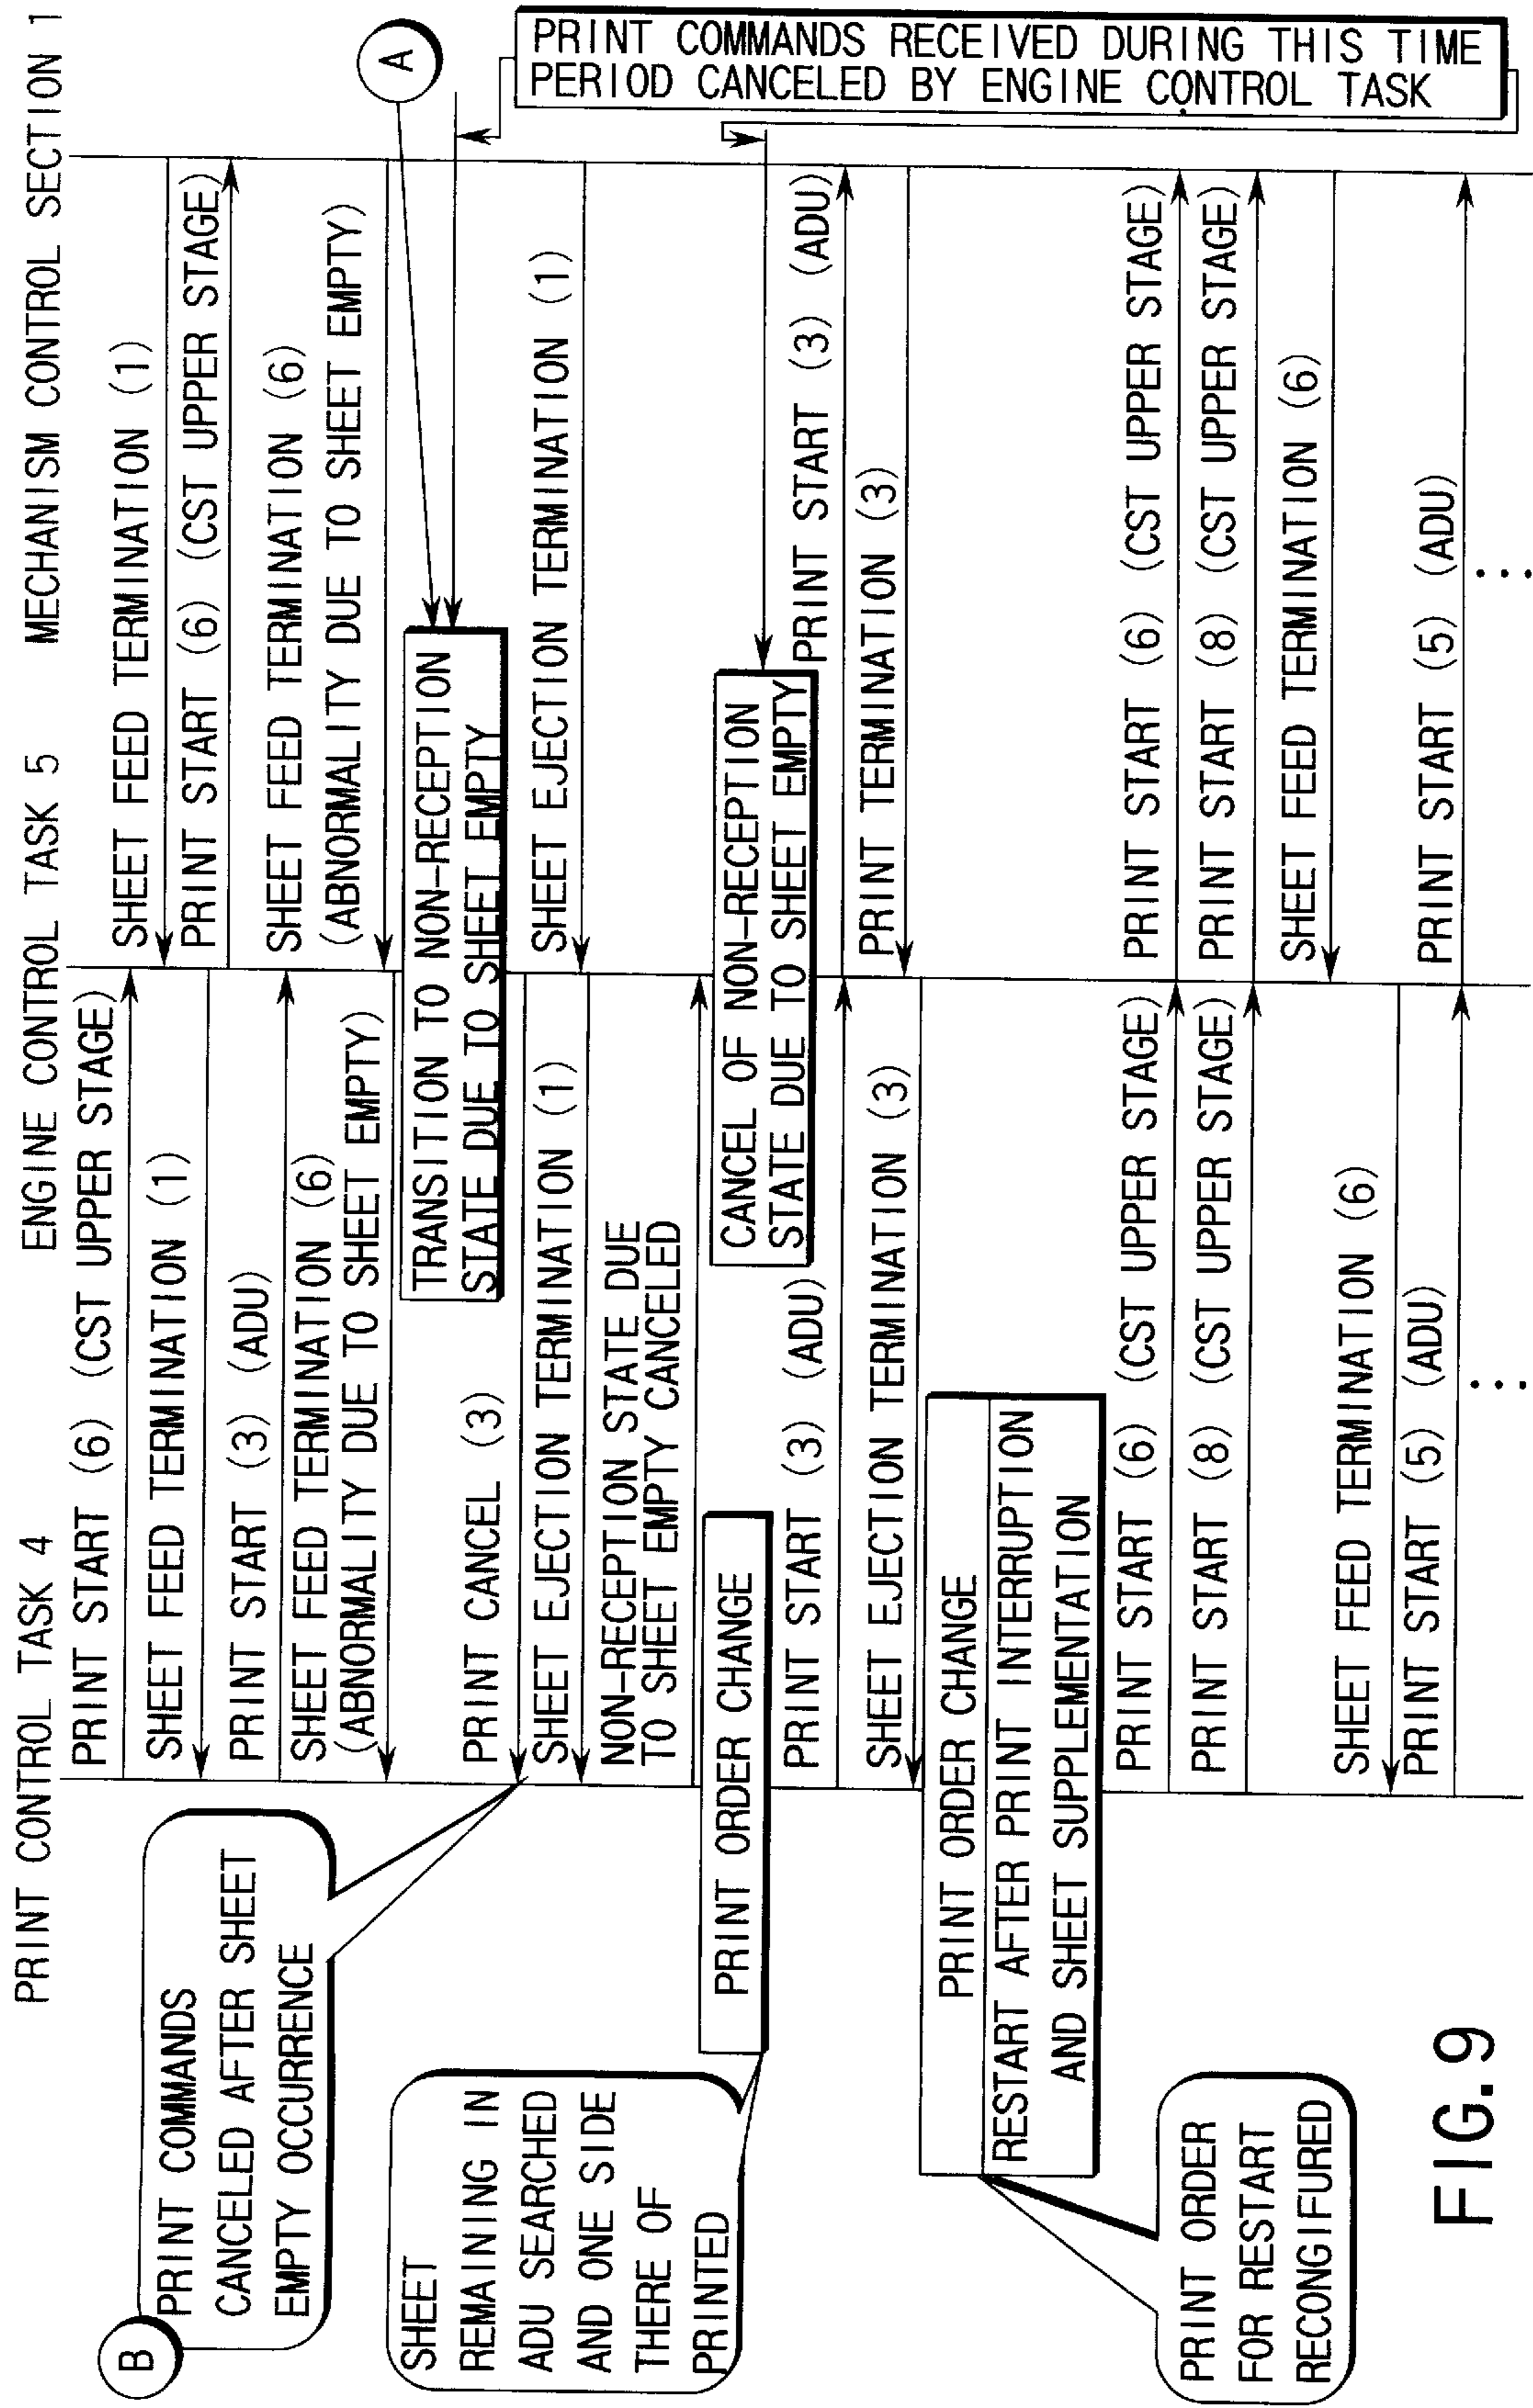 PRINT CONTROL TASK 4
ENGINE CONTROL TASK 5
MECHANISM CONTROL SECTION 1
PRINT START (6) (CST UPPER STAGE)
SHEET FEED TERMINATION (1)
SHEET FEED TERMINATION (1)
PRINT START (6) (CST UPPER STAGE)
PRINT START (3) (ADU)
SHEET FEED TERMINATION (6)
(ABNORMALITY DUE TO SHEET EMPTY)
SHEET FEED TERMINATION (6)
(ABNORMALITY DUE TO SHEET EMPTY)
A
B
PRINT COMMANDS
CANCELED AFTER SHEET
EMPTY OCCURRENCE
TRANSITION TO NON-RECEPTION
STATE DUE TO SHEET EMPTY
PRINT COMMANDS RECEIVED DURING THIS TIME
PERIOD CANCELED BY ENGINE CONTROL TASK
PRINT CANCEL (3)
SHEET EJECTION TERMINATION (1)
SHEET EJECTION TERMINATION (1)
NON-RECEPTION STATE DUE
TO SHEET EMPTY CANCELED
SHEET
REMAINING IN
ADU SEARCHED
AND ONE SIDE
THERE OF
PRINTED
PRINT ORDER CHANGE
CANCEL OF NON-RECEPTION
STATE DUE TO SHEET EMPTY
PRINT START (3) (ADU)
PRINT START (3) (ADU)
SHEET EJECTION TERMINATION (3)
PRINT TERMINATION (3)
PRINT ORDER CHANGE
RESTART AFTER PRINT INTERRUPTION
AND SHEET SUPPLEMENTATION
PRINT ORDER
FOR RESTART
RECONGIFURED
PRINT START (6) (CST UPPER STAGE)
PRINT START (6) (CST UPPER STAGE)
PRINT START (8) (CST UPPER STAGE)
PRINT START (8) (CST UPPER STAGE)
SHEET FEED TERMINATION (6)
SHEET FEED TERMINATION (6)
PRINT START (5) (ADU)
PRINT START (5) (ADU)
...
...
FIG. 9